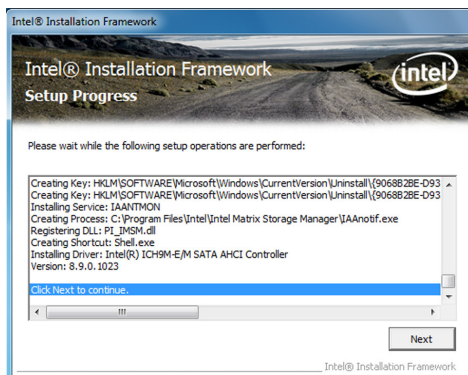 Intel® Installation Framework
Intel® Installation Framework
Setup Progress
intel
Please wait while the following setup operations are performed:
Creating Key: HKLM\SOFTWARE\Microsoft\Windows\CurrentVersion\Uninstall\{9068B2BE-D93
Creating Key: HKLM\SOFTWARE\Microsoft\Windows\CurrentVersion\Uninstall\{9068B2BE-D93
Installing Service: IAANTMON
Creating Process: C:\Program Files\Intel\Intel Matrix Storage Manager\IAAnotif.exe
Registering DLL: PI_IMSM.dll
Creating Shortcut: Shell.exe
Installing Driver: Intel(R) ICH9M-E/M SATA AHCI Controller
Version: 8.9.0.1023
Click Next to continue.
Next
Intel® Installation Framework